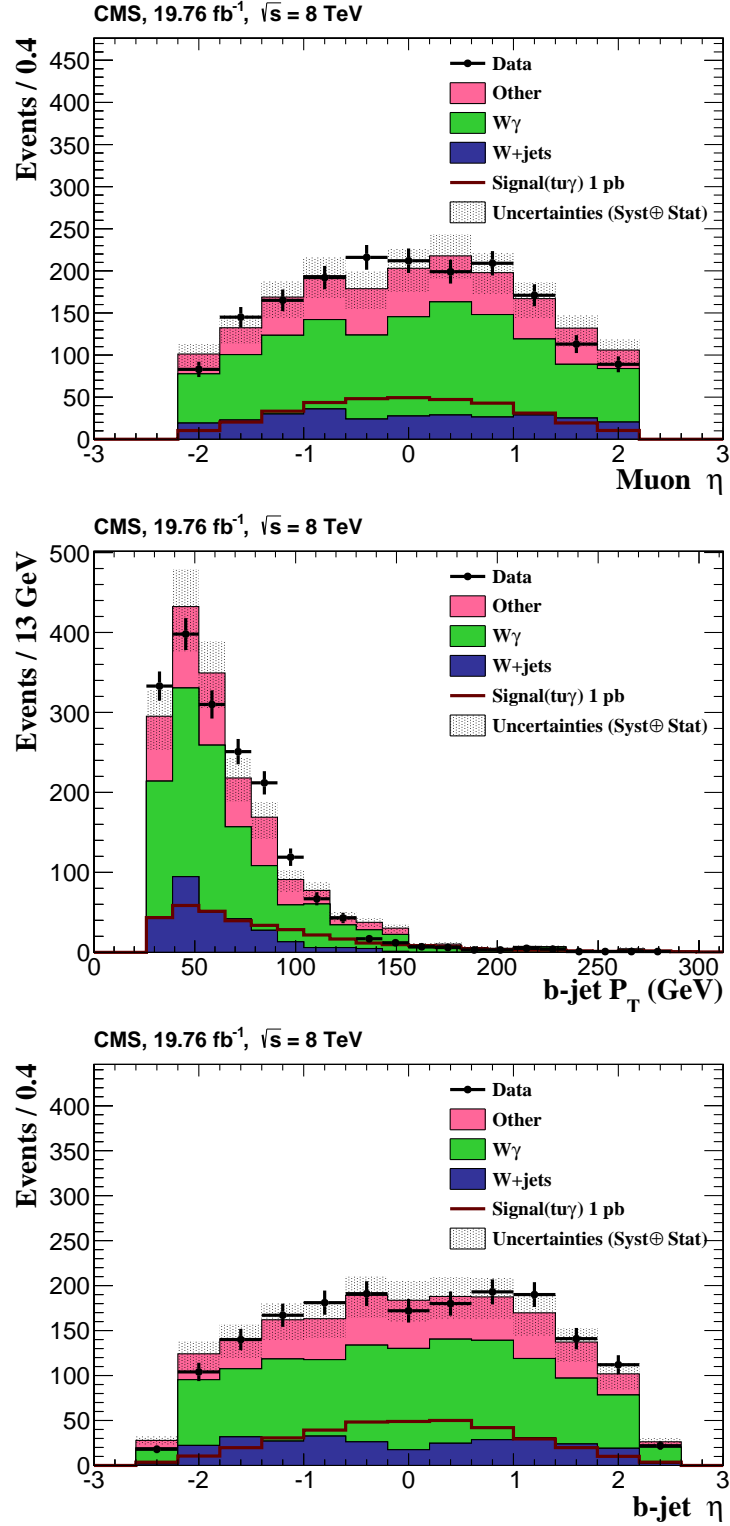 CMS, 19.76 fb-1, √s = 8 TeV
Events / 0.4
450
400
350
300
250
200
150
100
50
0
Data
Other
Wγ
W+jets
Signal(tuγ) 1 pb
Uncertainties (Syst⊕ Stat)
-3 -2 -1 0 1 2 3
Muon η
CMS, 19.76 fb-1, √s = 8 TeV
Events / 13 GeV
500
400
300
200
100
0
Data
Other
Wγ
W+jets
Signal(tuγ) 1 pb
Uncertainties (Syst⊕ Stat)
0 50 100 150 200 250 300
b-jet P_T (GeV)
CMS, 19.76 fb-1, √s = 8 TeV
Events / 0.4
400
350
300
250
200
150
100
50
0
Data
Other
Wγ
W+jets
Signal(tuγ) 1 pb
Uncertainties (Syst⊕ Stat)
-3 -2 -1 0 1 2 3
b-jet η